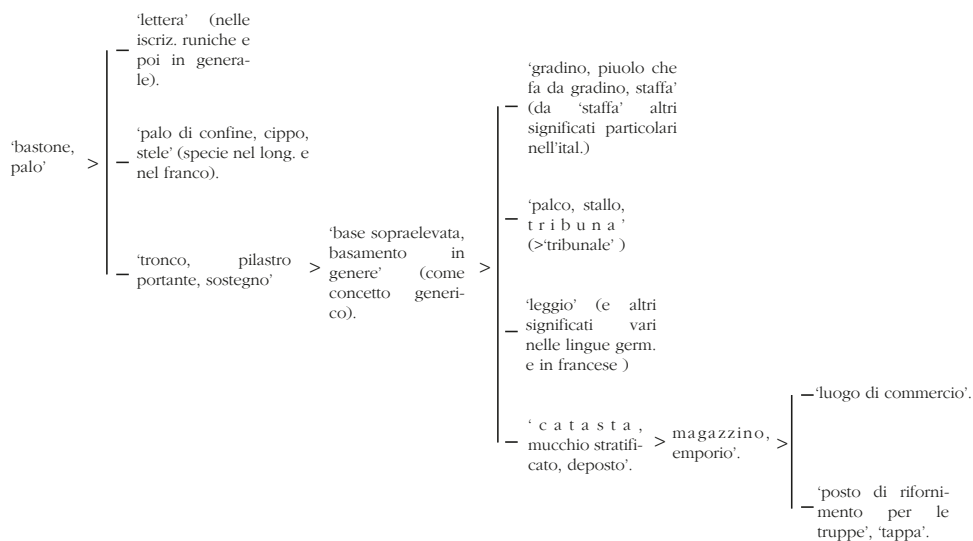 'bastone,
palo'
>
'lettera' (nelle
iscriz. runiche e
poi in genera-
le).
'palo di confine, cippo,
stele' (specie nel long. e
nel franco).
'tronco, pilastro
portante, sostegno'
>
'base sopraelevata,
basamento in
genere' (come
concetto generi-
co).
>
'gradino, piuolo che
fa da gradino, staffa'
(da 'staffa' altri
significati particolari
nell'ital.)
'palco, stallo,
tribuna'
(>'tribunale' )
'leggio' (e altri
significati vari
nelle lingue germ.
e in francese )
'catasta,
mucchio stratifi-
cato, deposto'.
>
magazzino,
emporio'.
>
'luogo di commercio'.
'posto di riforni-
mento per le
truppe', 'tappa'.